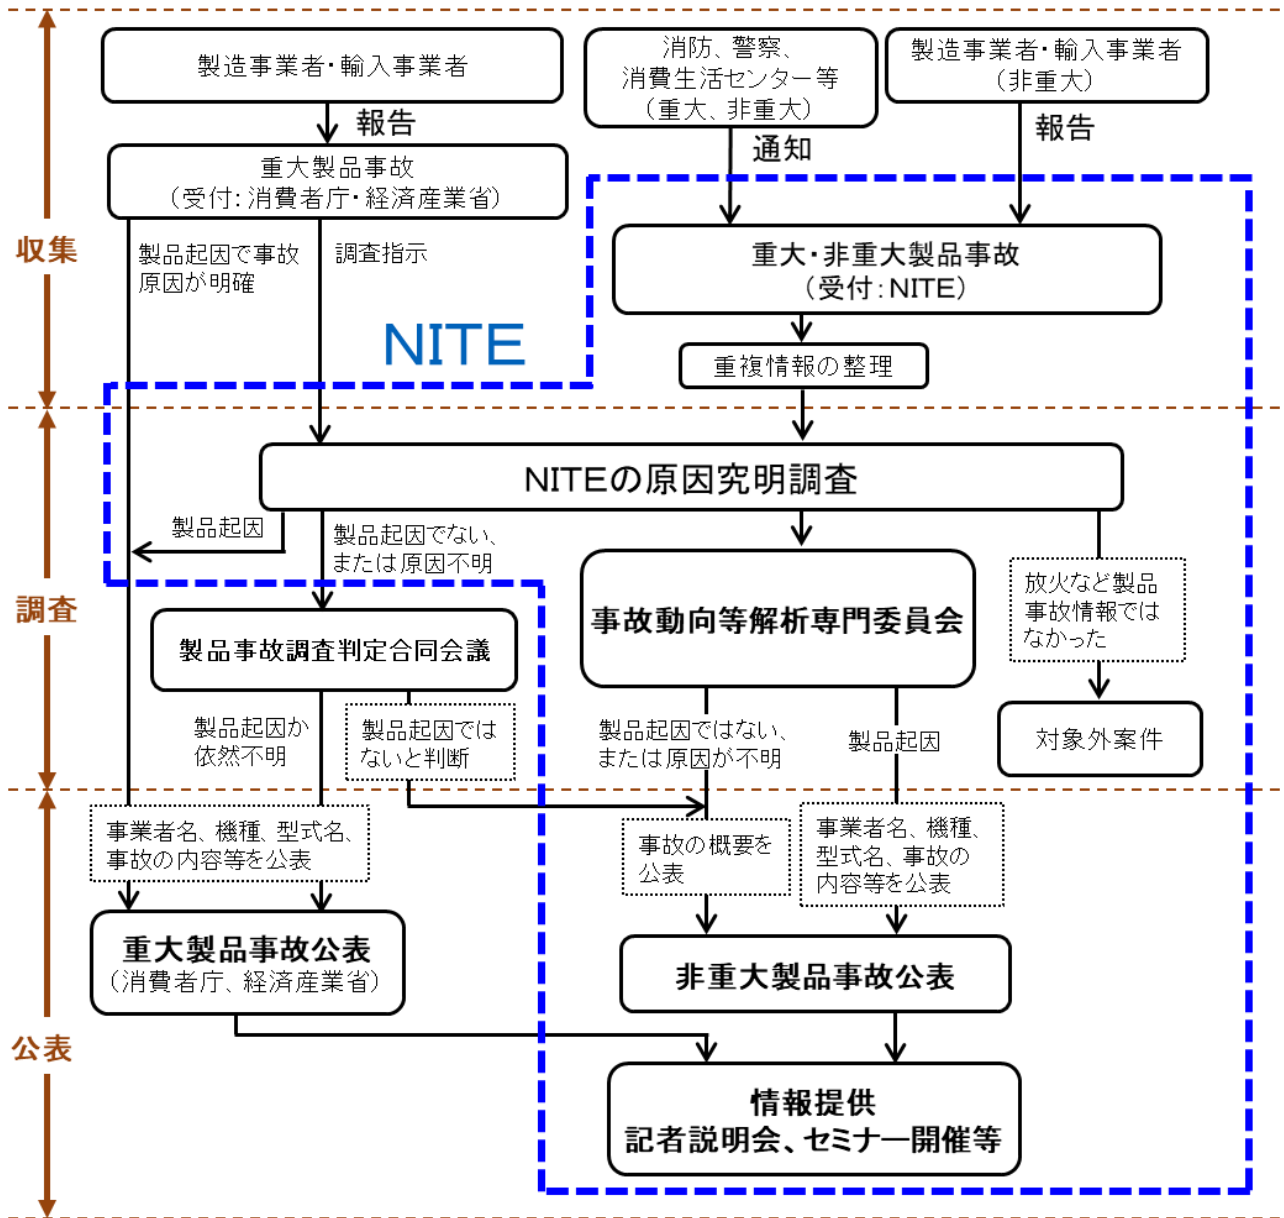 製造事業者・輸入事業者
消防、警察、
消費生活センター等
（重大、非重大）
製造事業者・輸入事業者
（非重大）
報告
通知
報告
重大製品事故
（受付：消費者庁・経済産業省）
収集
製品起因で事故
原因が明確
調査指示
重大・非重大製品事故
（受付：NITE）
NITE
重複情報の整理
NITEの原因究明調査
製品起因
製品起因でない、
または原因不明
調査
製品事故調査判定合同会議
事故動向等解析専門委員会
放火など製品
事故情報では
なかった
製品起因か
依然不明
製品起因では
ないと判断
製品起因ではない、
または原因が不明
製品起因
対象外案件
事業者名、機種、型式名、
事故の内容等を公表
事故の概要を
公表
事業者名、機種、
型式名、事故の
内容等を公表
重大製品事故公表
（消費者庁、経済産業省）
非重大製品事故公表
公表
情報提供
記者説明会、セミナー開催等